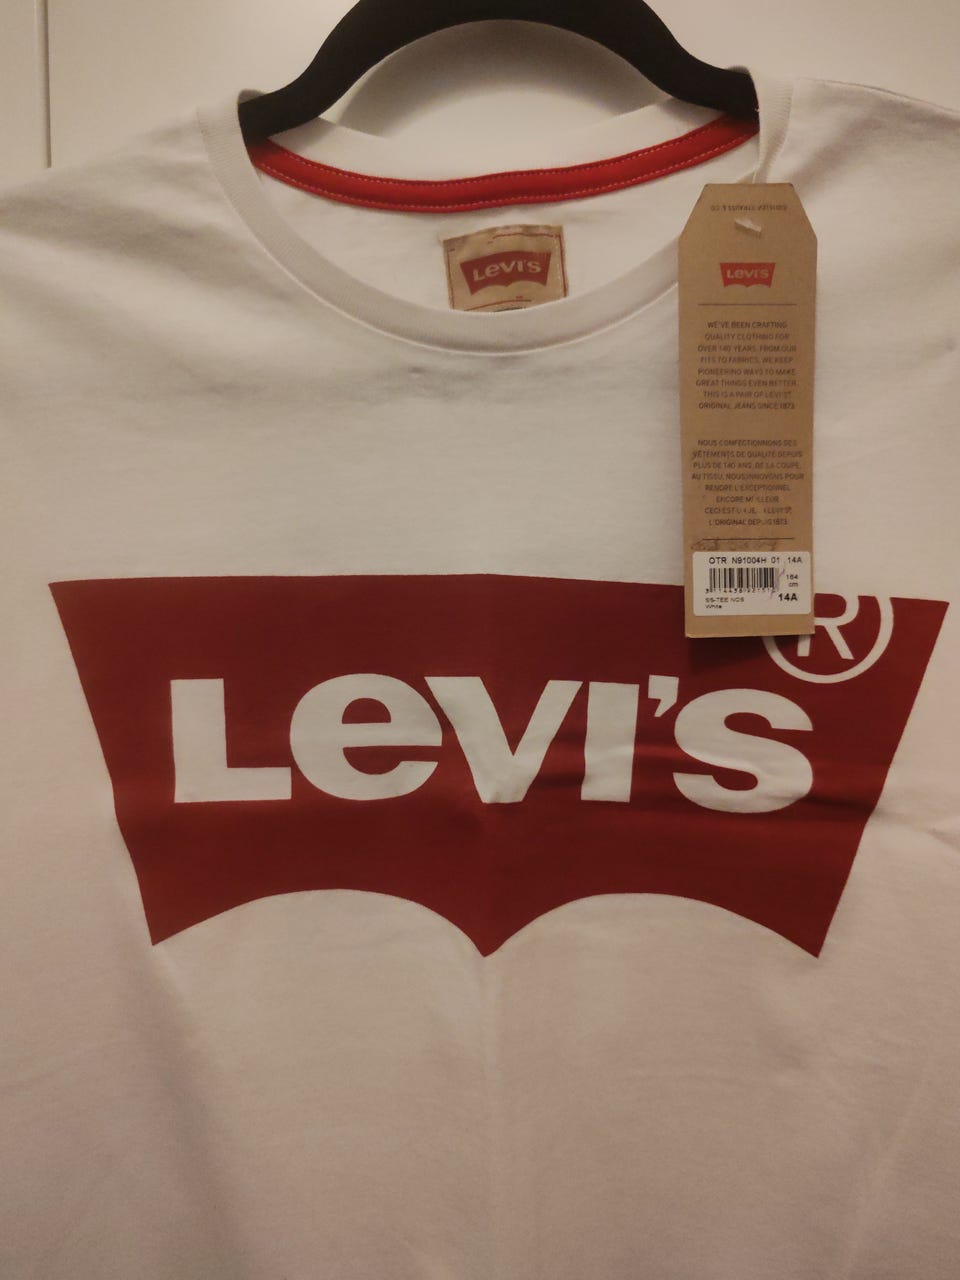 LEVI'S
LEVI'S
WE'VE BEEN CRAFTING
QUALITY CLOTHING FOR
OVER 140 YEARS. FROM OUR
FITS TO FABRICS, WE KEEP
PIONEERING WAYS TO MAKE
GREAT THINGS EVEN BETTER.
THIS IS A PAIR OF LEVI'S®
ORIGINAL JEANS SINCE 1873
NOUS CONFECTIONNONS DES
VÊTEMENTS DE QUALITÉ DEPUIS
PLUS DE 140 ANS. DE LA COUPE,
AU TISSU, NOUS INNOVONS POUR
RENDRE L'EXCEPTIONNEL
ENCORE MEILLEUR.
CECI EST LEVI'S®,
L'ORIGINAL DEPUIS 1873
OTR N91004H 01 14A
164
cm
SS-TEE NOS
White
14A
®
LEVI'S